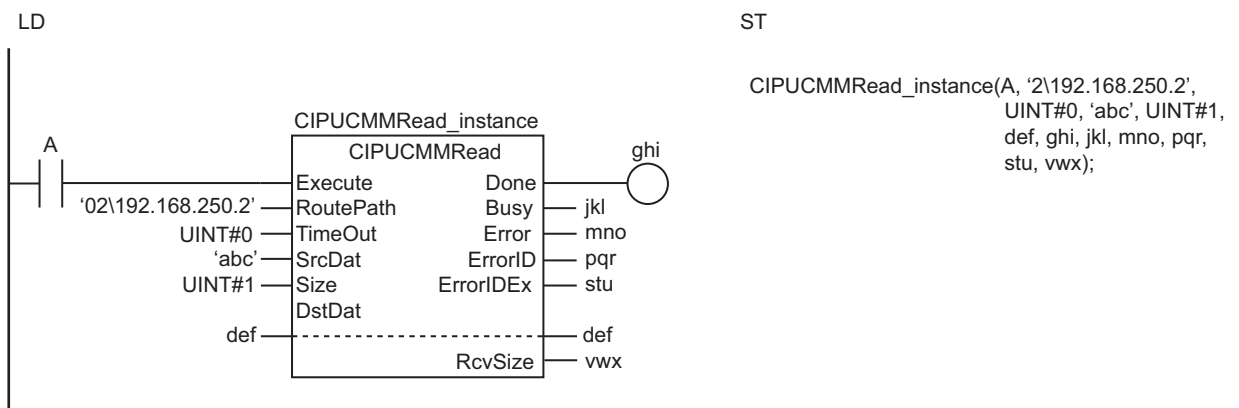 LD
ST
CIPUCMMRead_instance(A, ‘2\192.168.250.2’,
UINT#0, ‘abc’, UINT#1,
def, ghi, jkl, mno, pqr,
stu, vwx);
CIPUCMMRead_instance
A
CIPUCMMRead
ghi
Execute Done
‘02\192.168.250.2’ RoutePath Busy jkl
UINT#0 TimeOut Error mno
‘abc’ SrcDat ErrorID pqr
UINT#1 Size ErrorIDEx stu
DstDat
def def
RcvSize vwx